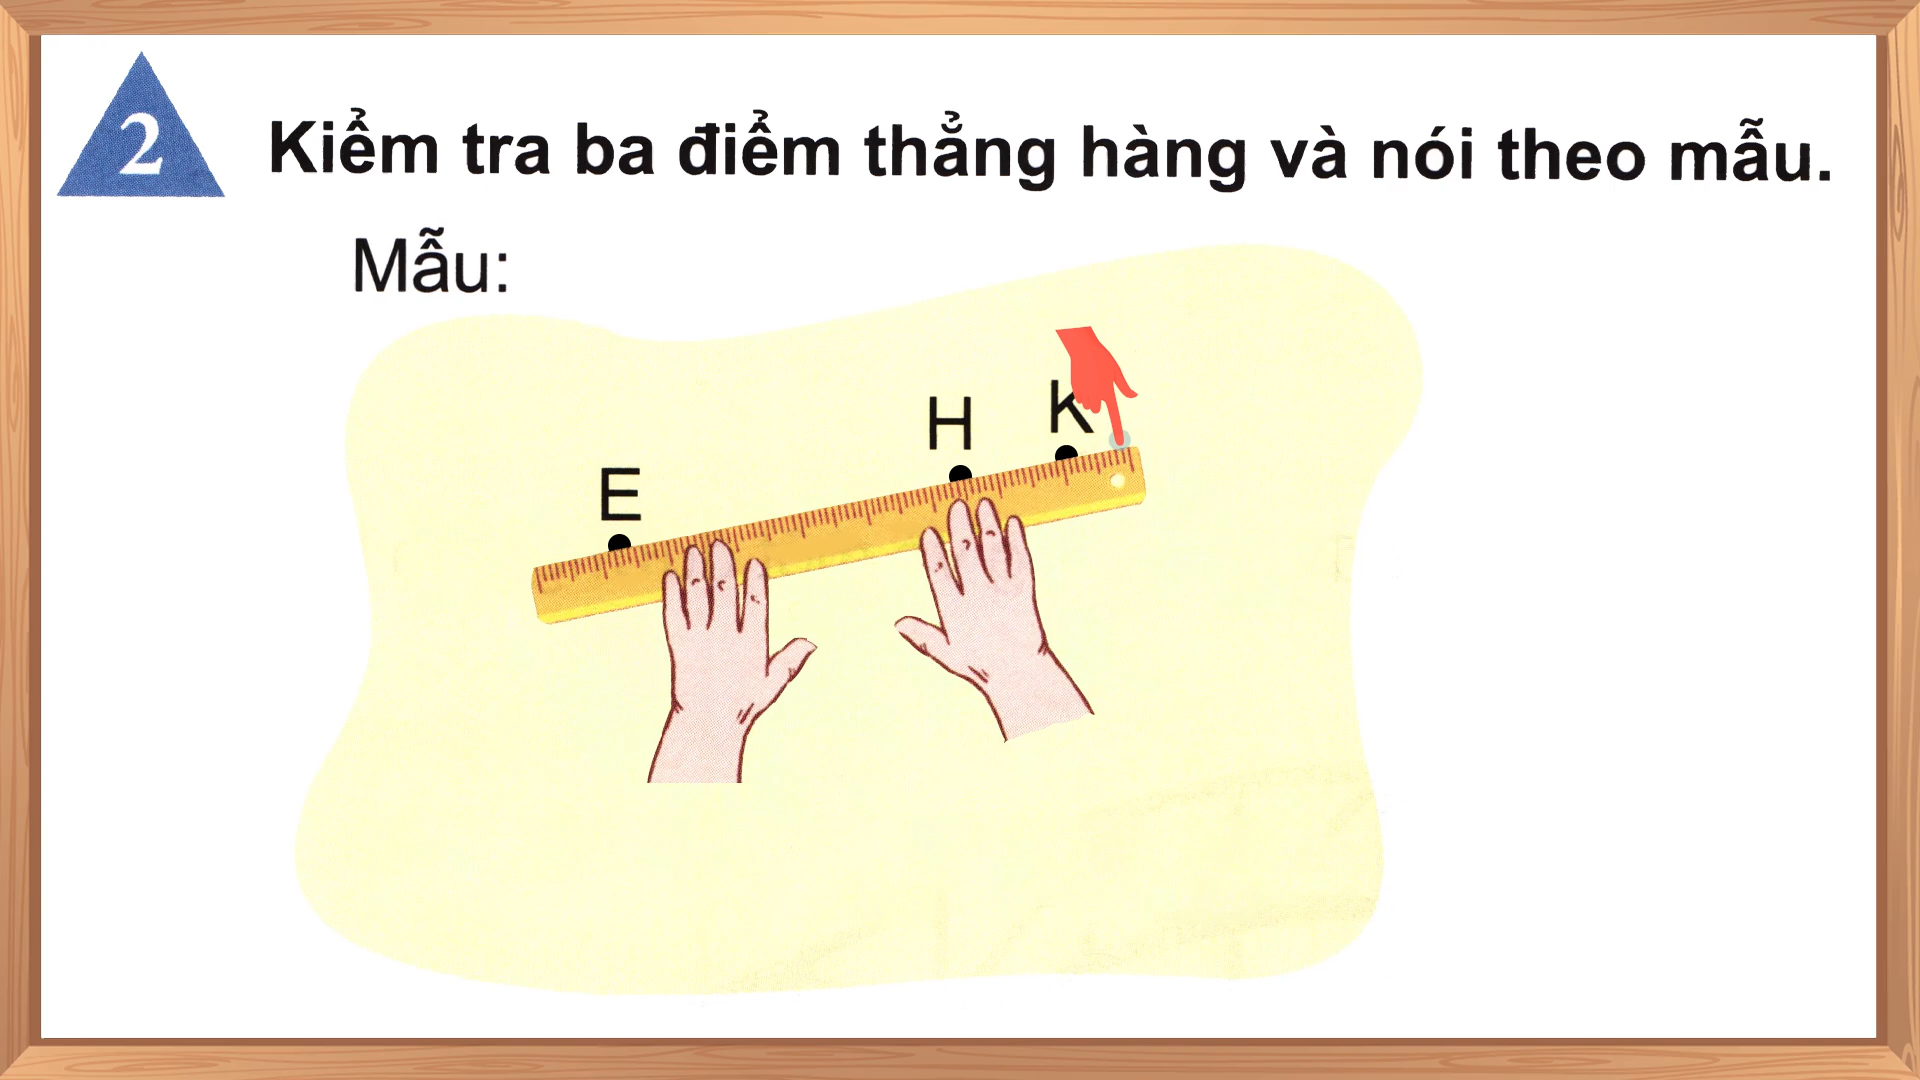 2
Kiểm tra ba điểm thẳng hàng và nói theo mẫu.
Mẫu:
E
H
K